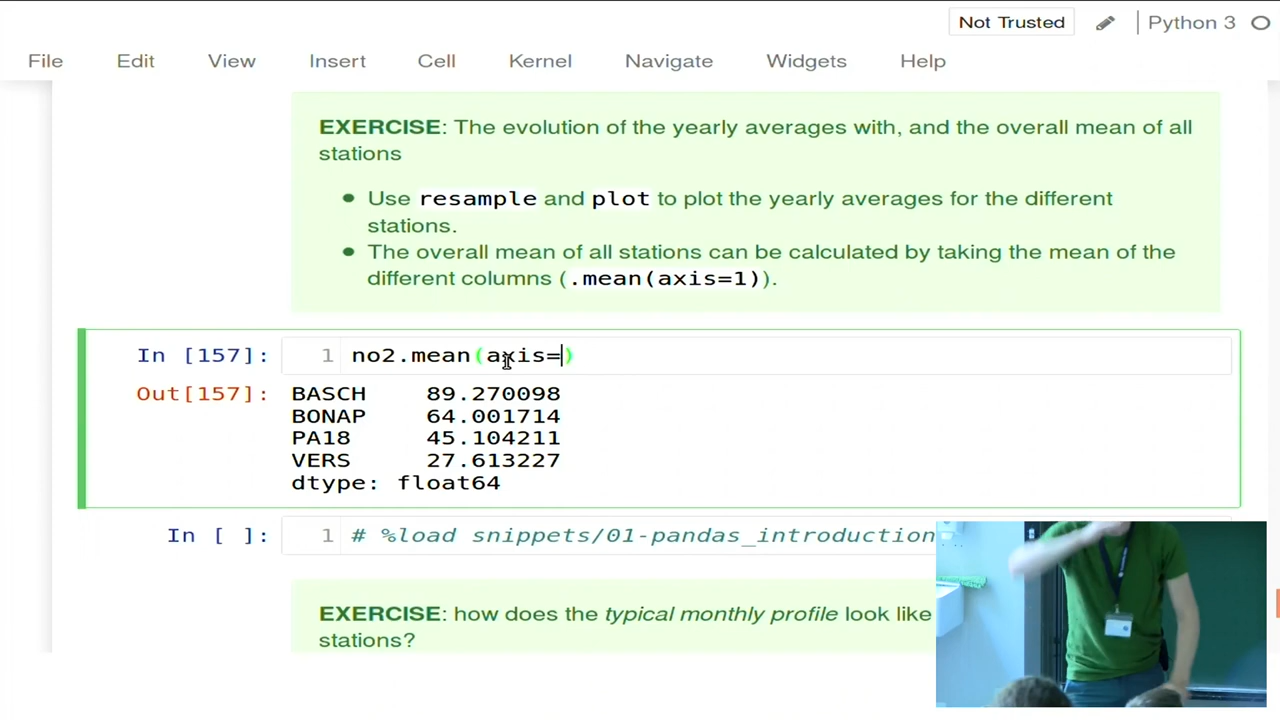 Not Trusted
Python 3
File Edit View Insert Cell Kernel Navigate Widgets Help
EXERCISE: The evolution of the yearly averages with, and the overall mean of all
stations
Use resample and plot to plot the yearly averages for the different
stations.
The overall mean of all stations can be calculated by taking the mean of the
different columns (.mean(axis=1)).
In [157]: 1 no2.mean(axis=)
Out[157]: BASCH 89.270098
BONAP 64.001714
PA18 45.104211
VERS 27.613227
dtype: float64
In [ ]: 1 # %load snippets/01-pandas_introduction
EXERCISE: how does the typical monthly profile look like
stations?